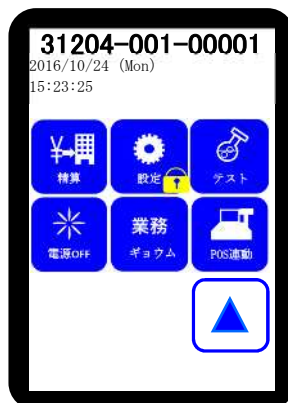 31204-001-00001
2016/10/24 (Mon)
15:23:25
精算 設定 テスト
業務
電源OFF ギョウム POS連動